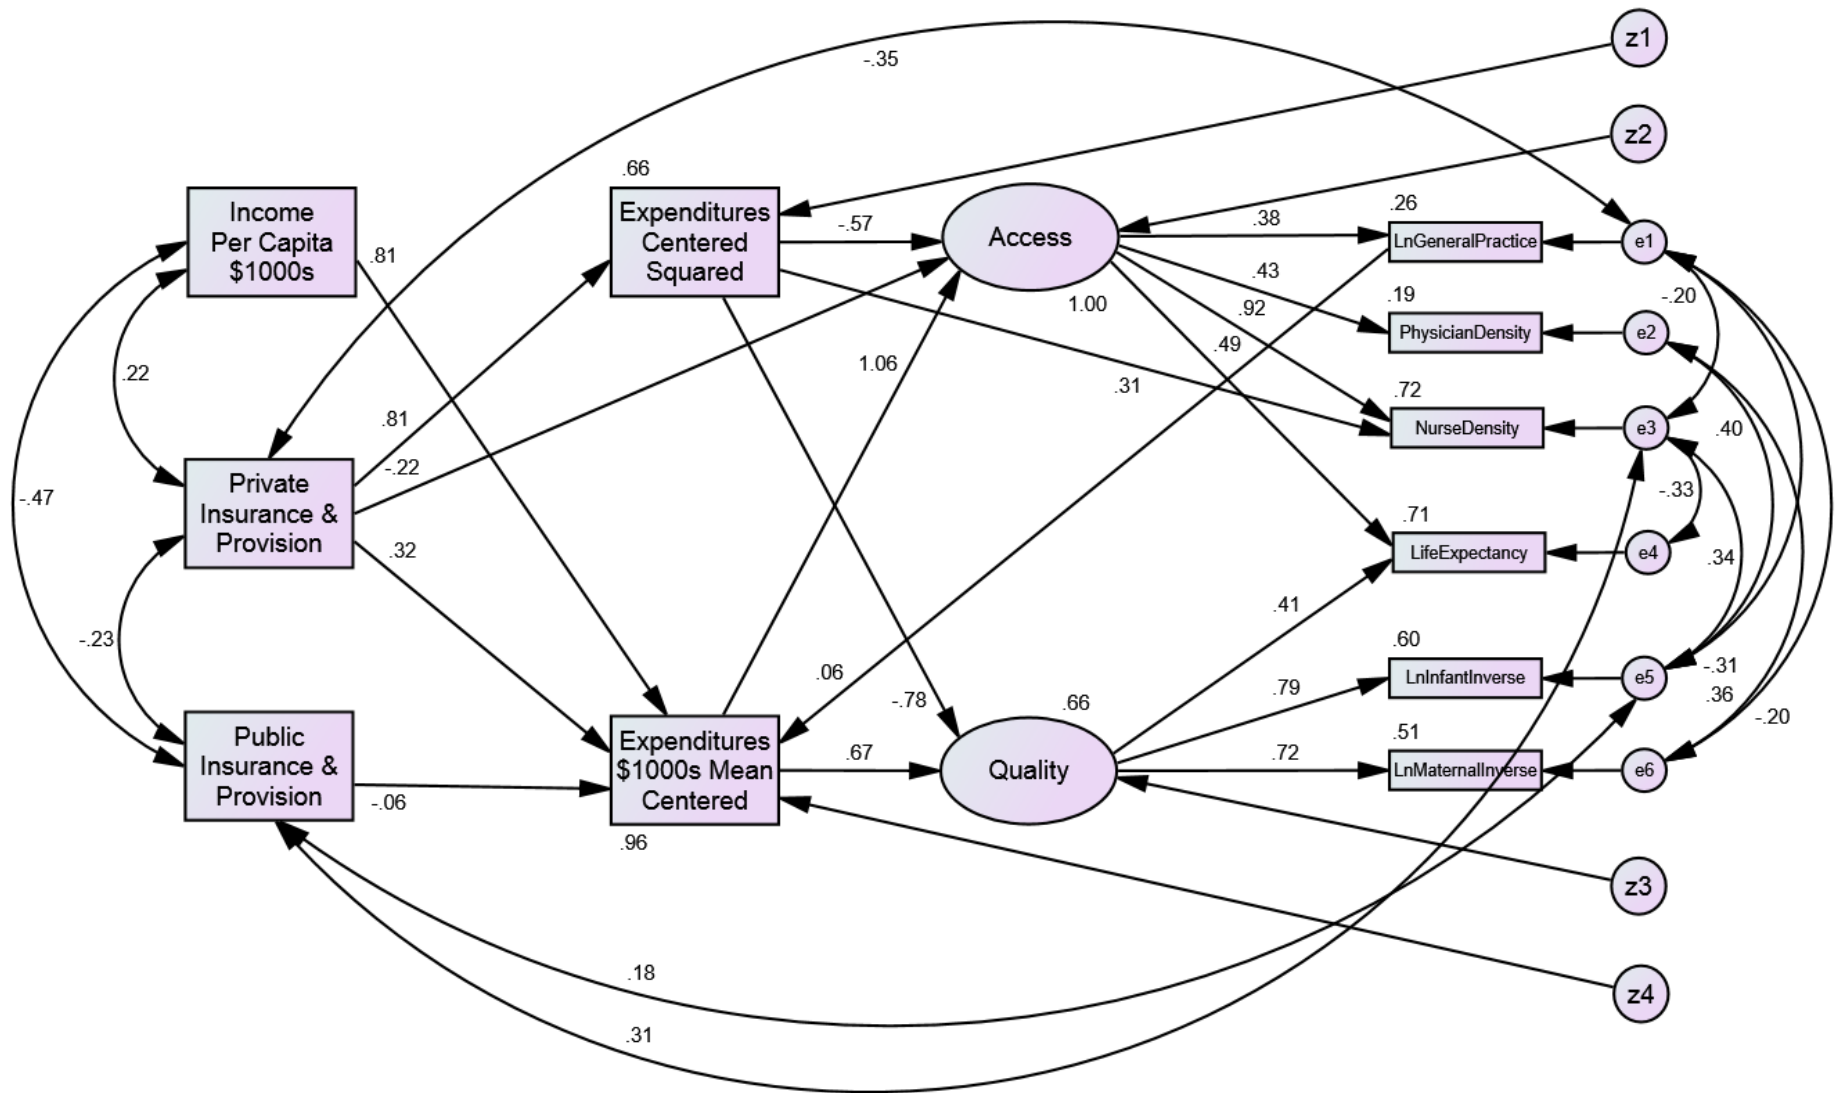 z1
-.35
z2
.66
Income
Per Capita
$1000s
.81
Expenditures
Centered
Squared
-.57
Access
.38
.26
LnGeneralPractice
e1
.43
1.00
.92
.19
PhysicianDensity
e2
-.20
.49
.22
1.06
.31
.72
NurseDensity
e3
.40
.81
-.22
Private
Insurance &
Provision
-.47
.32
-.33
.71
LifeExpectancy
e4
.34
-.23
.41
.06
-.78
.60
LnInfantInverse
e5
-.31
.36
-.20
.79
.66
Public
Insurance &
Provision
-.06
Expenditures
$1000s Mean
Centered
.96
.67
Quality
.72
.51
LnMaternalInverse
e6
z3
.18
z4
.31